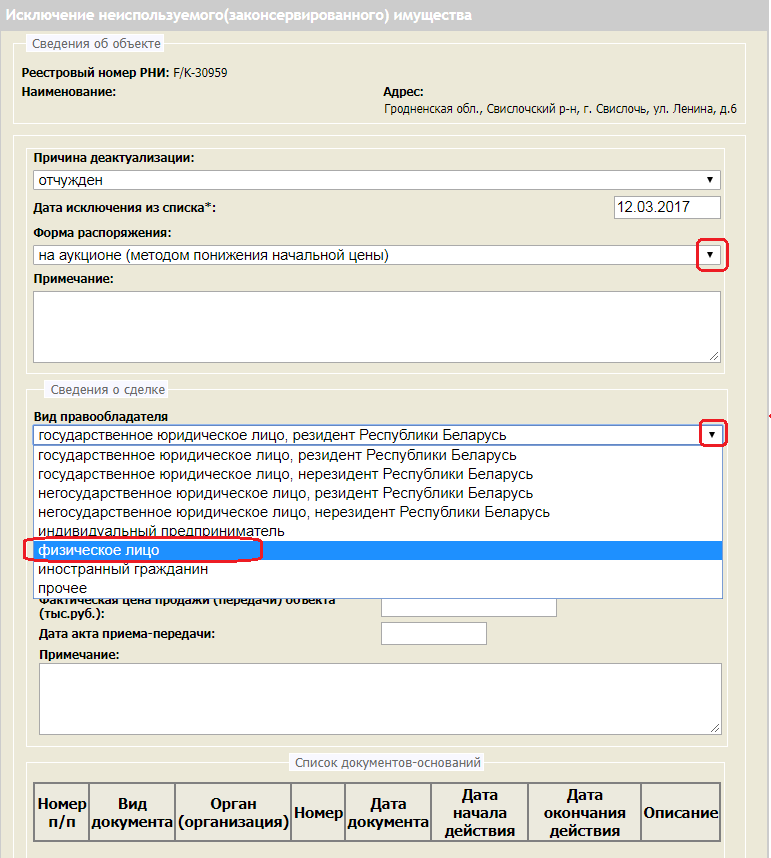 Исключение неиспользуемого(законсервированного) имущества
Сведения об объекте
Реестровый номер РНИ: F/K-30959
Наименование: Адрес:
Гродненская обл., Свислочский р-н, г. Свислочь, ул. Ленина, д.6
Причина деактуализации:
отчужден
Дата исключения из списка*: 12.03.2017
Форма распоряжения:
на аукционе (методом понижения начальной цены)
Примечание:
Сведения о сделке
Вид правообладателя
государственное юридическое лицо, резидент Республики Беларусь
государственное юридическое лицо, резидент Республики Беларусь
государственное юридическое лицо, нерезидент Республики Беларусь
негосударственное юридическое лицо, резидент Республики Беларусь
негосударственное юридическое лицо, нерезидент Республики Беларусь
индивидуальный предприниматель
физическое лицо
иностранный гражданин
прочее
Фактическая цена продажи (передачи) объекта
(тыс.руб.):
Дата акта приема-передачи:
Примечание:
Список документов-оснований
Номер п/п Вид документа Орган (организация) Номер Дата документа Дата начала действия Дата окончания действия Описание